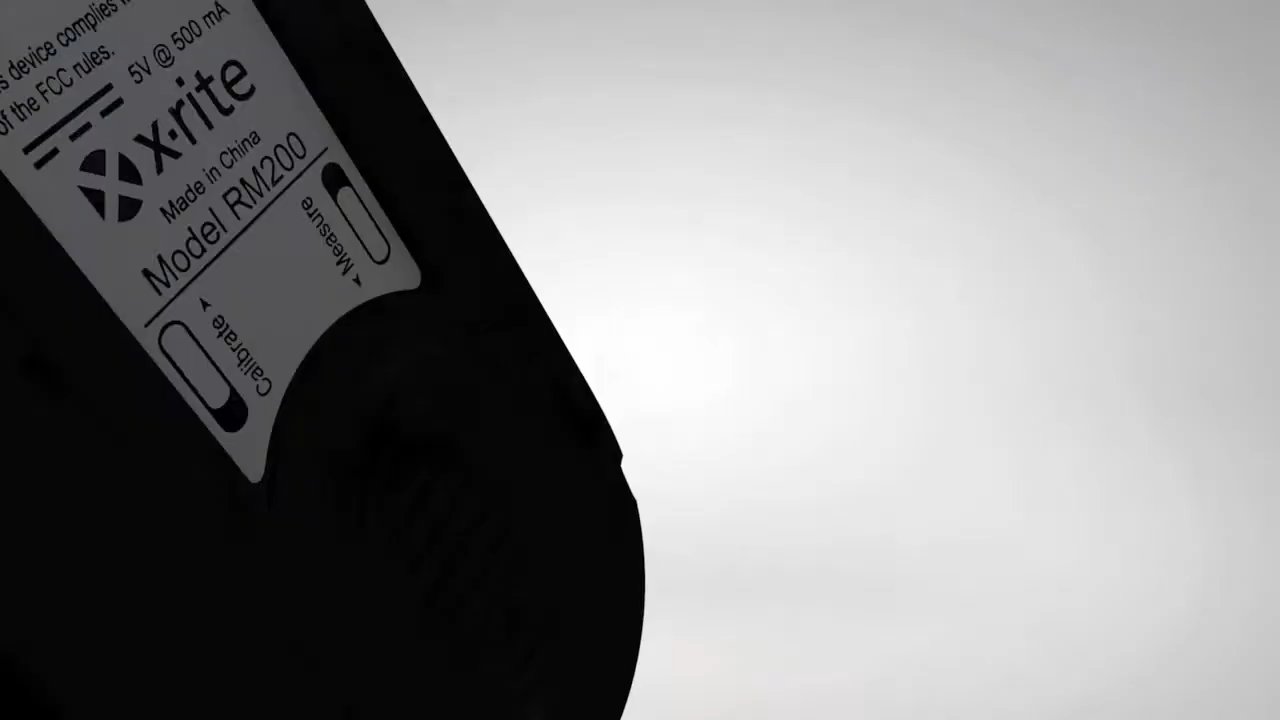 device complies
of the FCC rules.
5V @ 500 mA
x·rite
Made in China
Model RM200
Measure
Calibrate